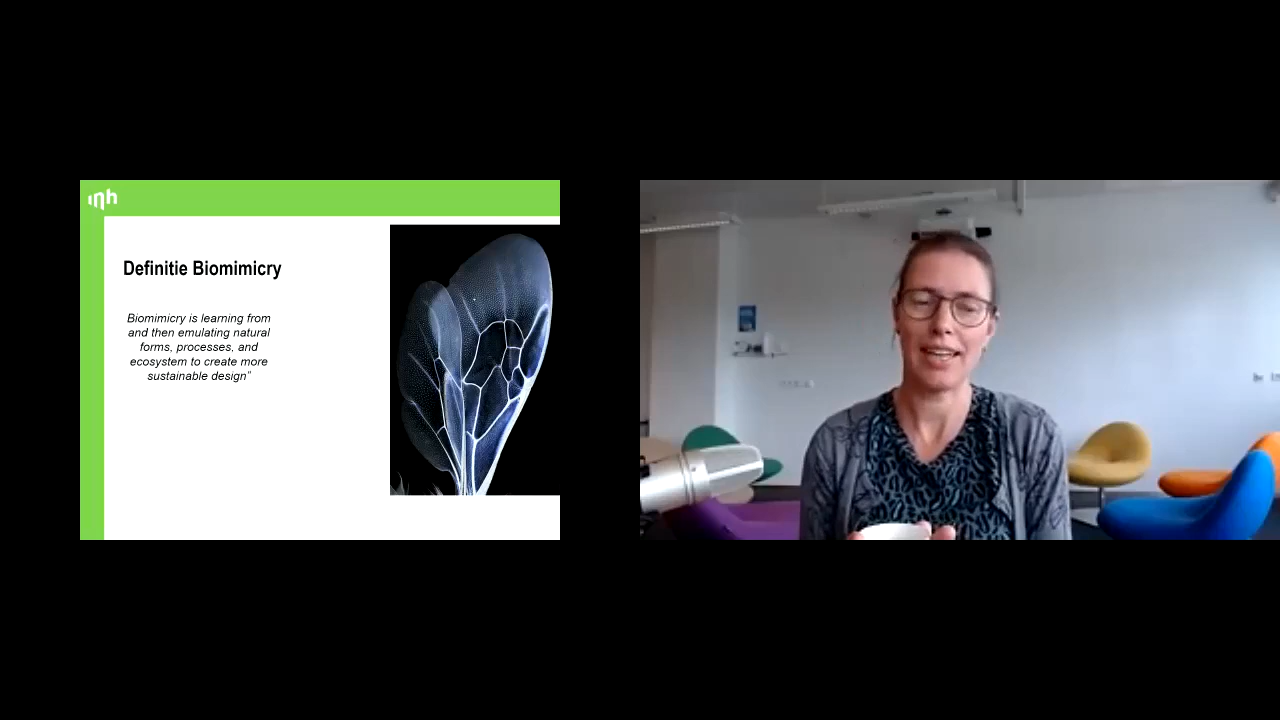 inh
Definitie Biomimicry
Biomimicry is learning from
and then emulating natural
forms, processes, and
ecosystem to create more
sustainable design"